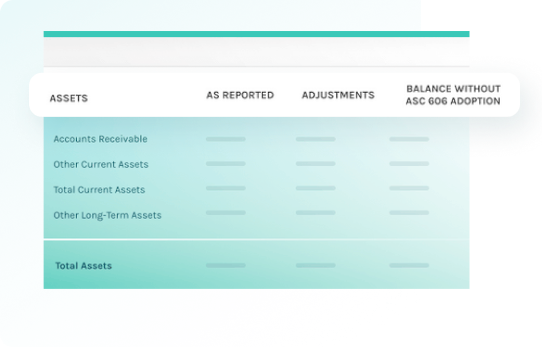 ASSETS AS REPORTED ADJUSTMENTS BALANCE WITHOUT
ASC 606 ADOPTION
Accounts Receivable
Other Current Assets
Total Current Assets
Other Long-Term Assets
Total Assets